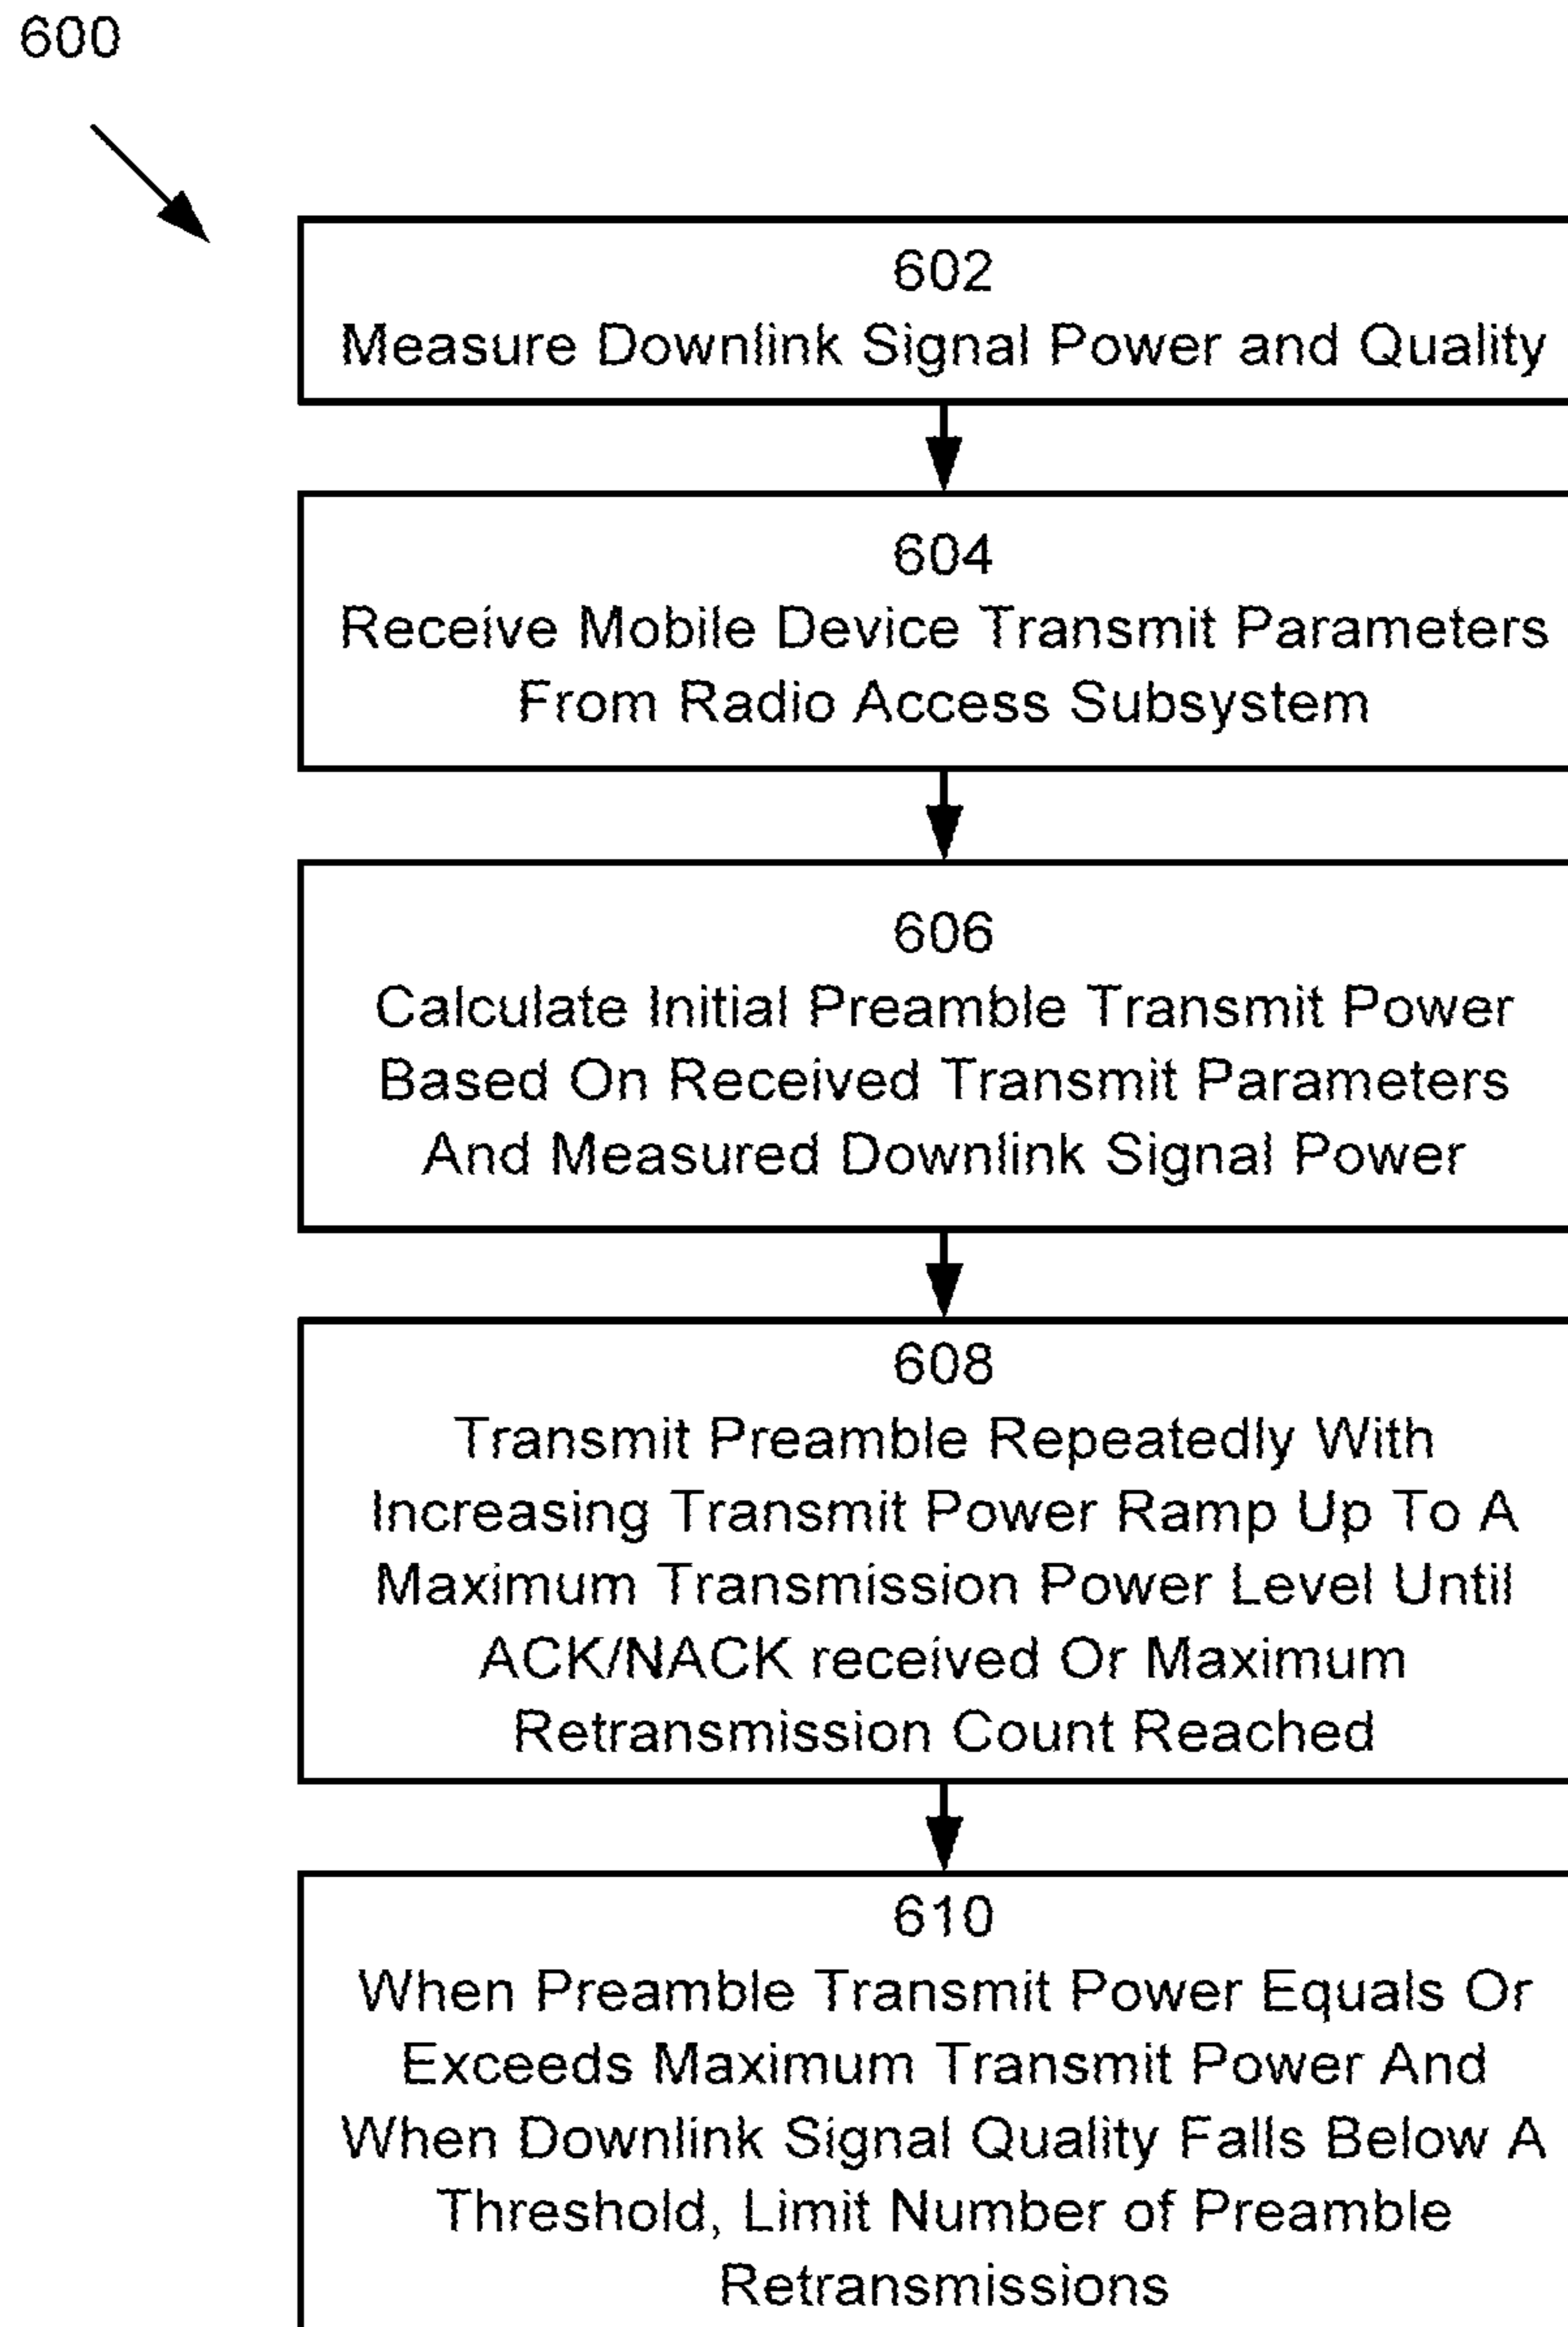 600
602
Measure Downlink Signal Power and Quality
604
Receive Mobile Device Transmit Parameters
From Radio Access Subsystem
606
Calculate Initial Preamble Transmit Power
Based On Received Transmit Parameters
And Measured Downlink Signal Power
608
Transmit Preamble Repeatedly With
Increasing Transmit Power Ramp Up To A
Maximum Transmission Power Level Until
ACK/NACK received Or Maximum
Retransmission Count Reached
610
When Preamble Transmit Power Equals Or
Exceeds Maximum Transmit Power And
When Downlink Signal Quality Falls Below A
Threshold, Limit Number of Preamble
Retransmissions